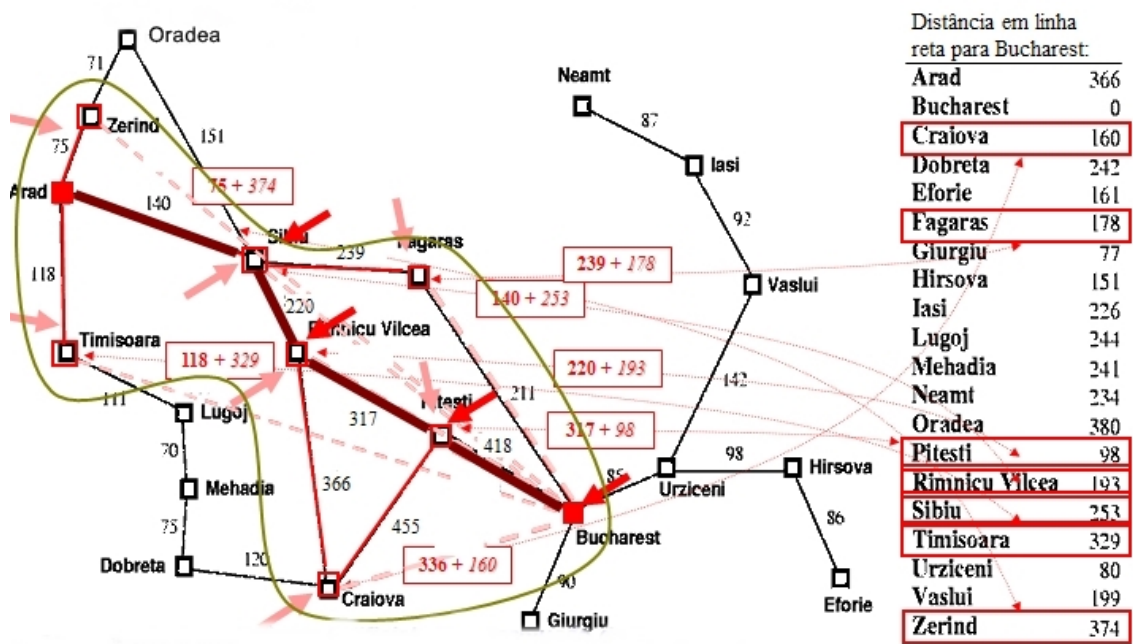 Oradea
71
Neamt
Zerind
87
75
151
Iasi
75 + 374
Arad
140
92
Sibiu
Fagaras
239
239 + 178
118
140 + 253
Vaslui
220
Rimnicu Vilcea
Timisoara
118 + 329
220 + 193
111
Lugoj
211
142
Pitesti
317
317 + 98
418
70
98
Hirsova
85
Urziceni
366
Mehadia
455
Bucharest
86
75
336 + 160
Dobreta
120
90
Craiova
Eforie
Giurgiu
Distância em linha
reta para Bucharest:
Arad 366
Bucharest 0
Craiova 160
Dobreta 242
Eforie 161
Fagaras 178
Giurgiu 77
Hirsova 151
Iasi 226
Lugoj 244
Mehadia 241
Neamt 234
Oradea 380
Pitesti 98
Rimnicu Vilcea 193
Sibiu 253
Timisoara 329
Urziceni 80
Vaslui 199
Zerind 374